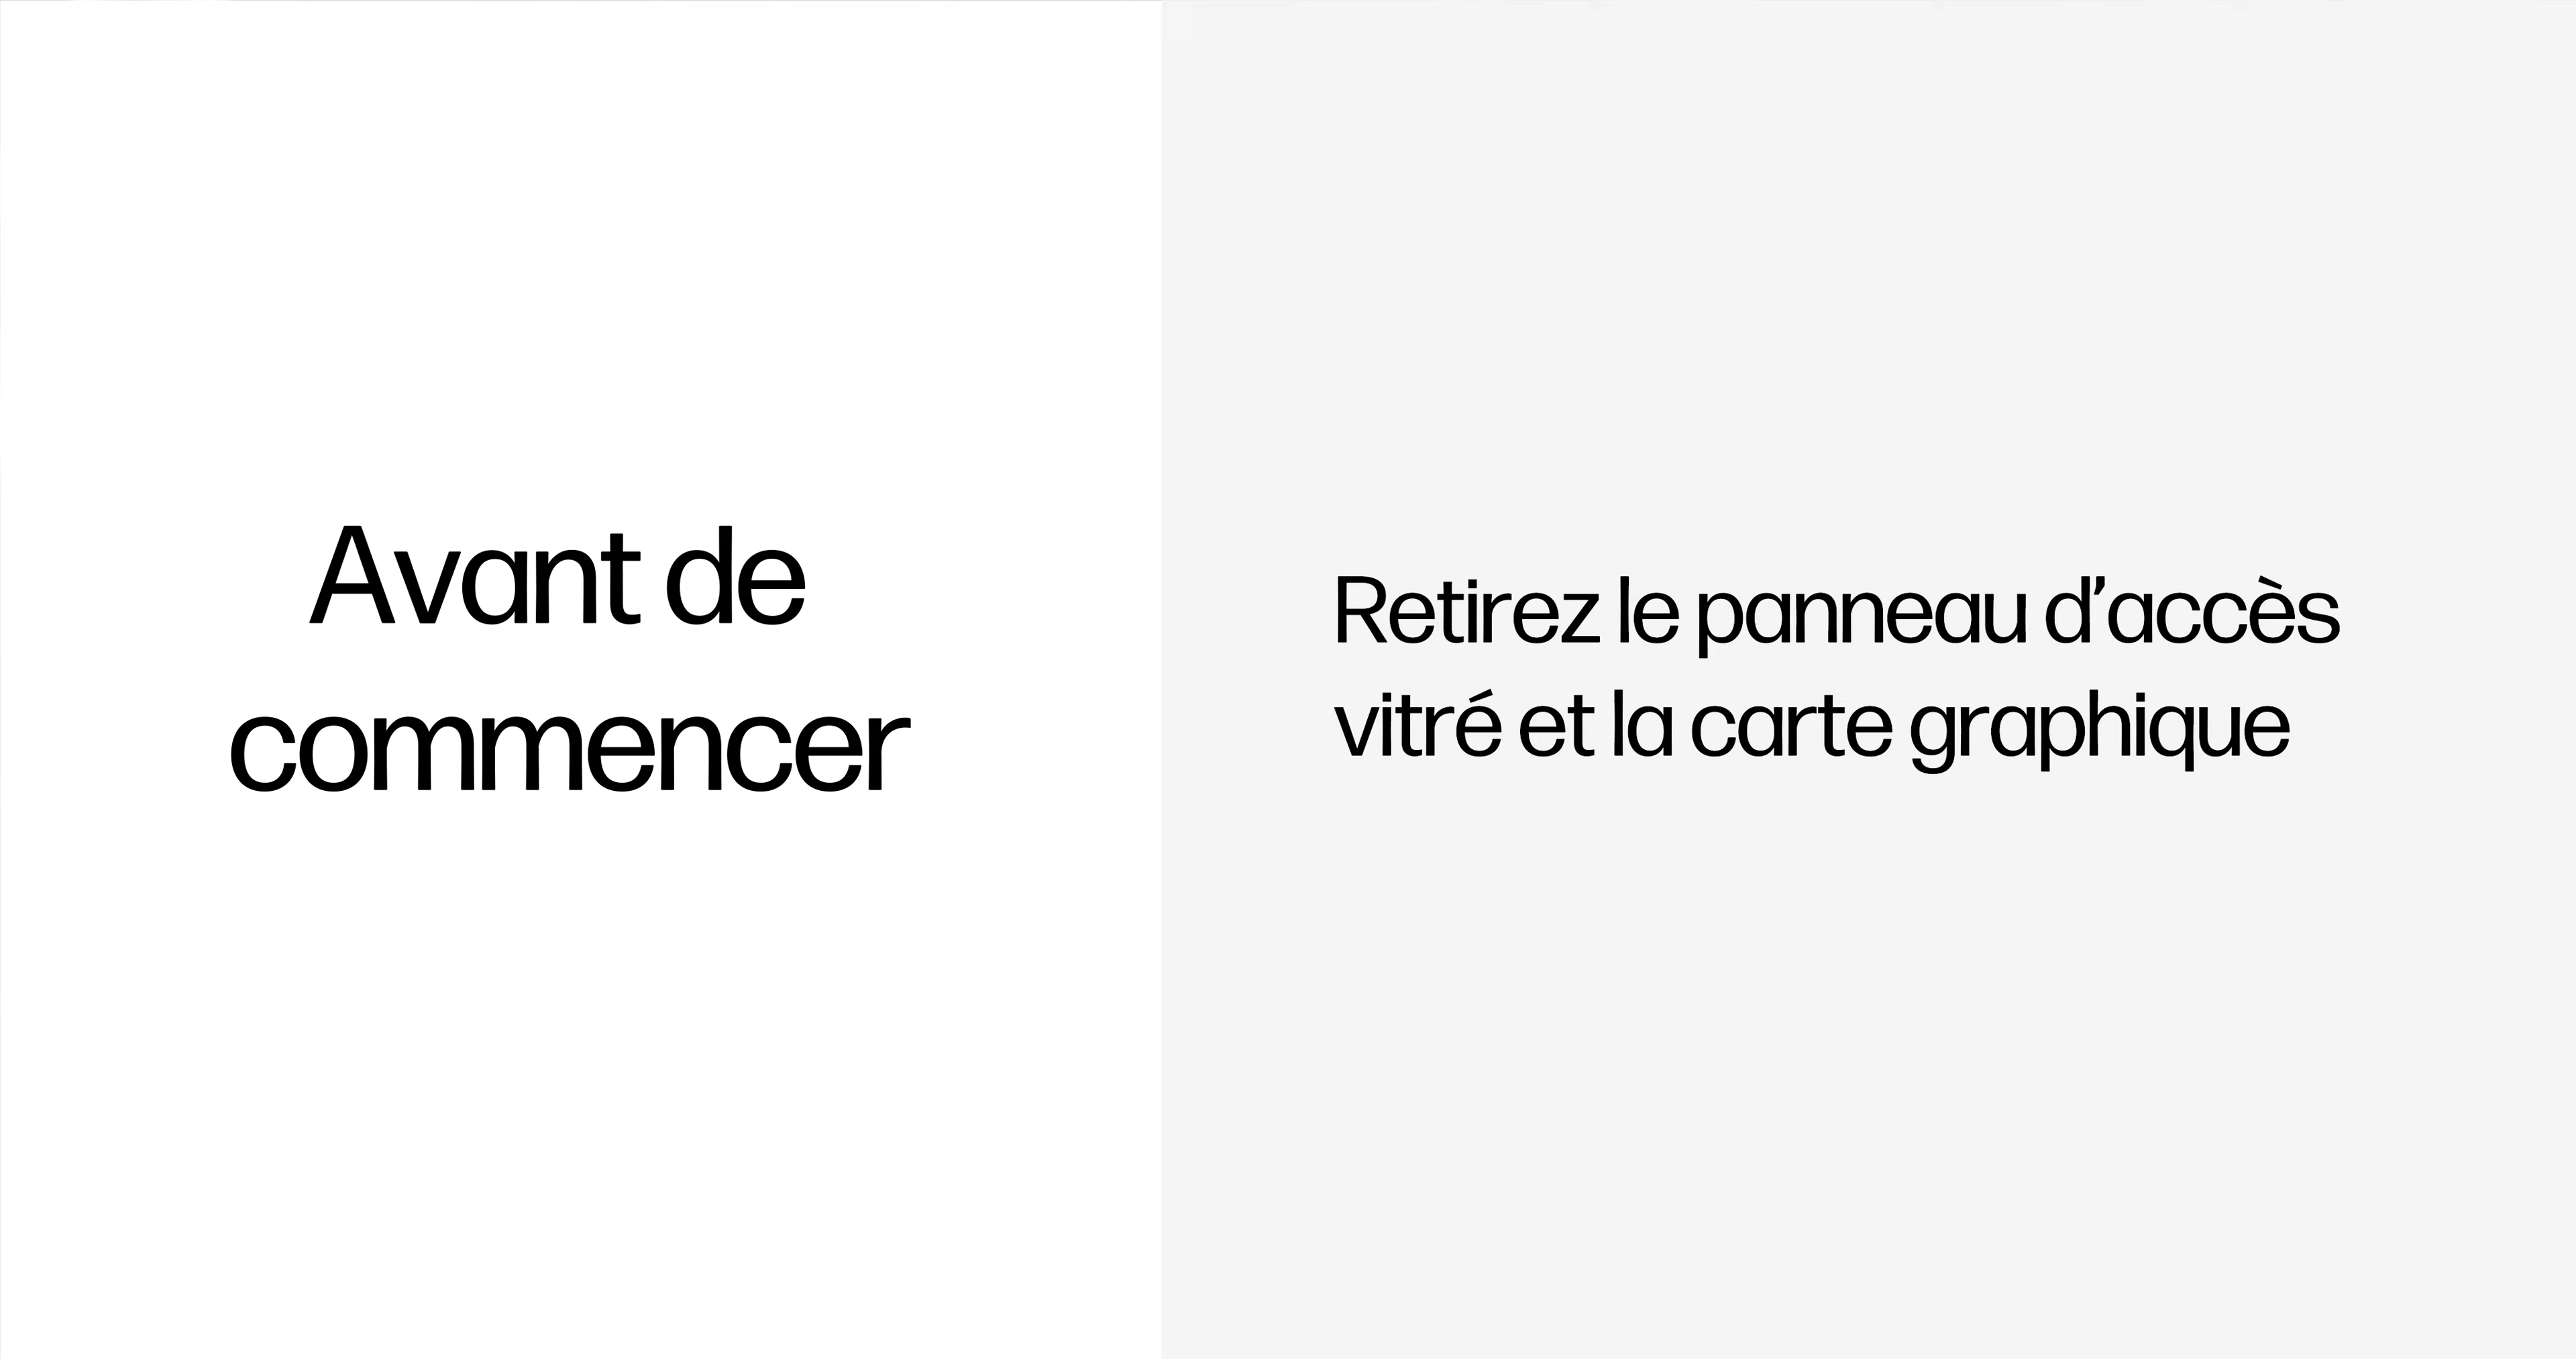 Avant de
commencer
Retirez le panneau d’accès
vitré et la carte graphique